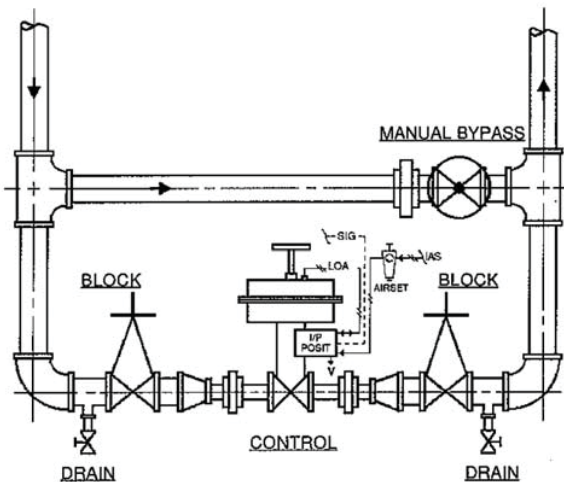 MANUAL BYPASS
SIG
IAS
LOA
AIRSET
BLOCK
BLOCK
I/P
POSIT
V
CONTROL
DRAIN
DRAIN